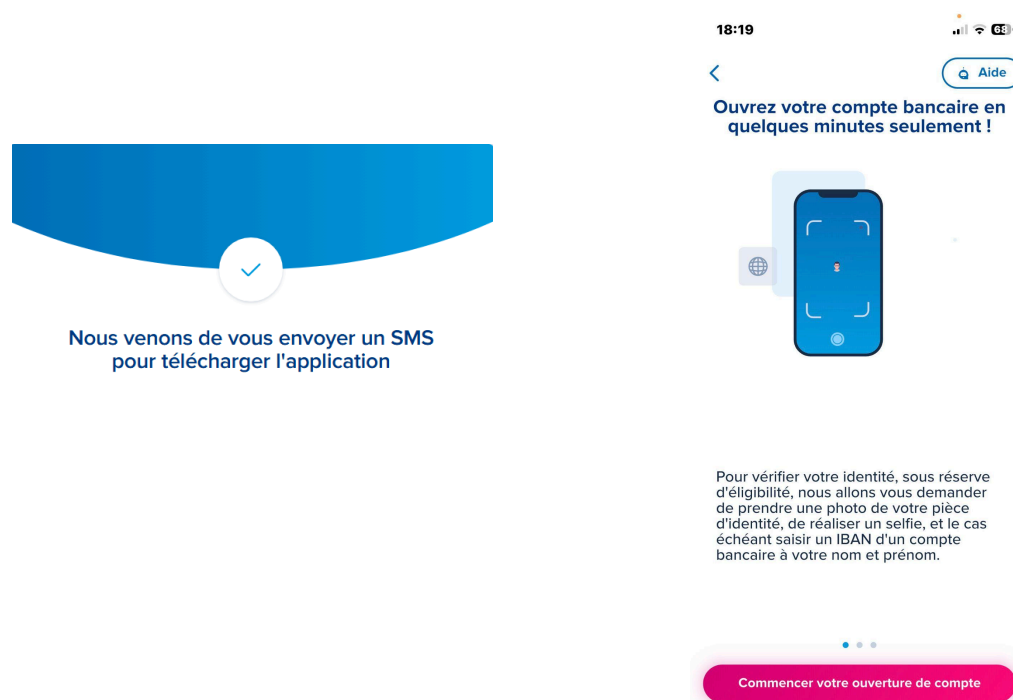 Nous venons de vous envoyer un SMS
pour télécharger l'application
18:19
68
Aide
Ouvrez votre compte bancaire en
quelques minutes seulement !
Pour vérifier votre identité, sous réserve
d'éligibilité, nous allons vous demander
de prendre une photo de votre pièce
d'identité, de réaliser un selfie, et le cas
échéant saisir un IBAN d'un compte
bancaire à votre nom et prénom.
Commencer votre ouverture de compte